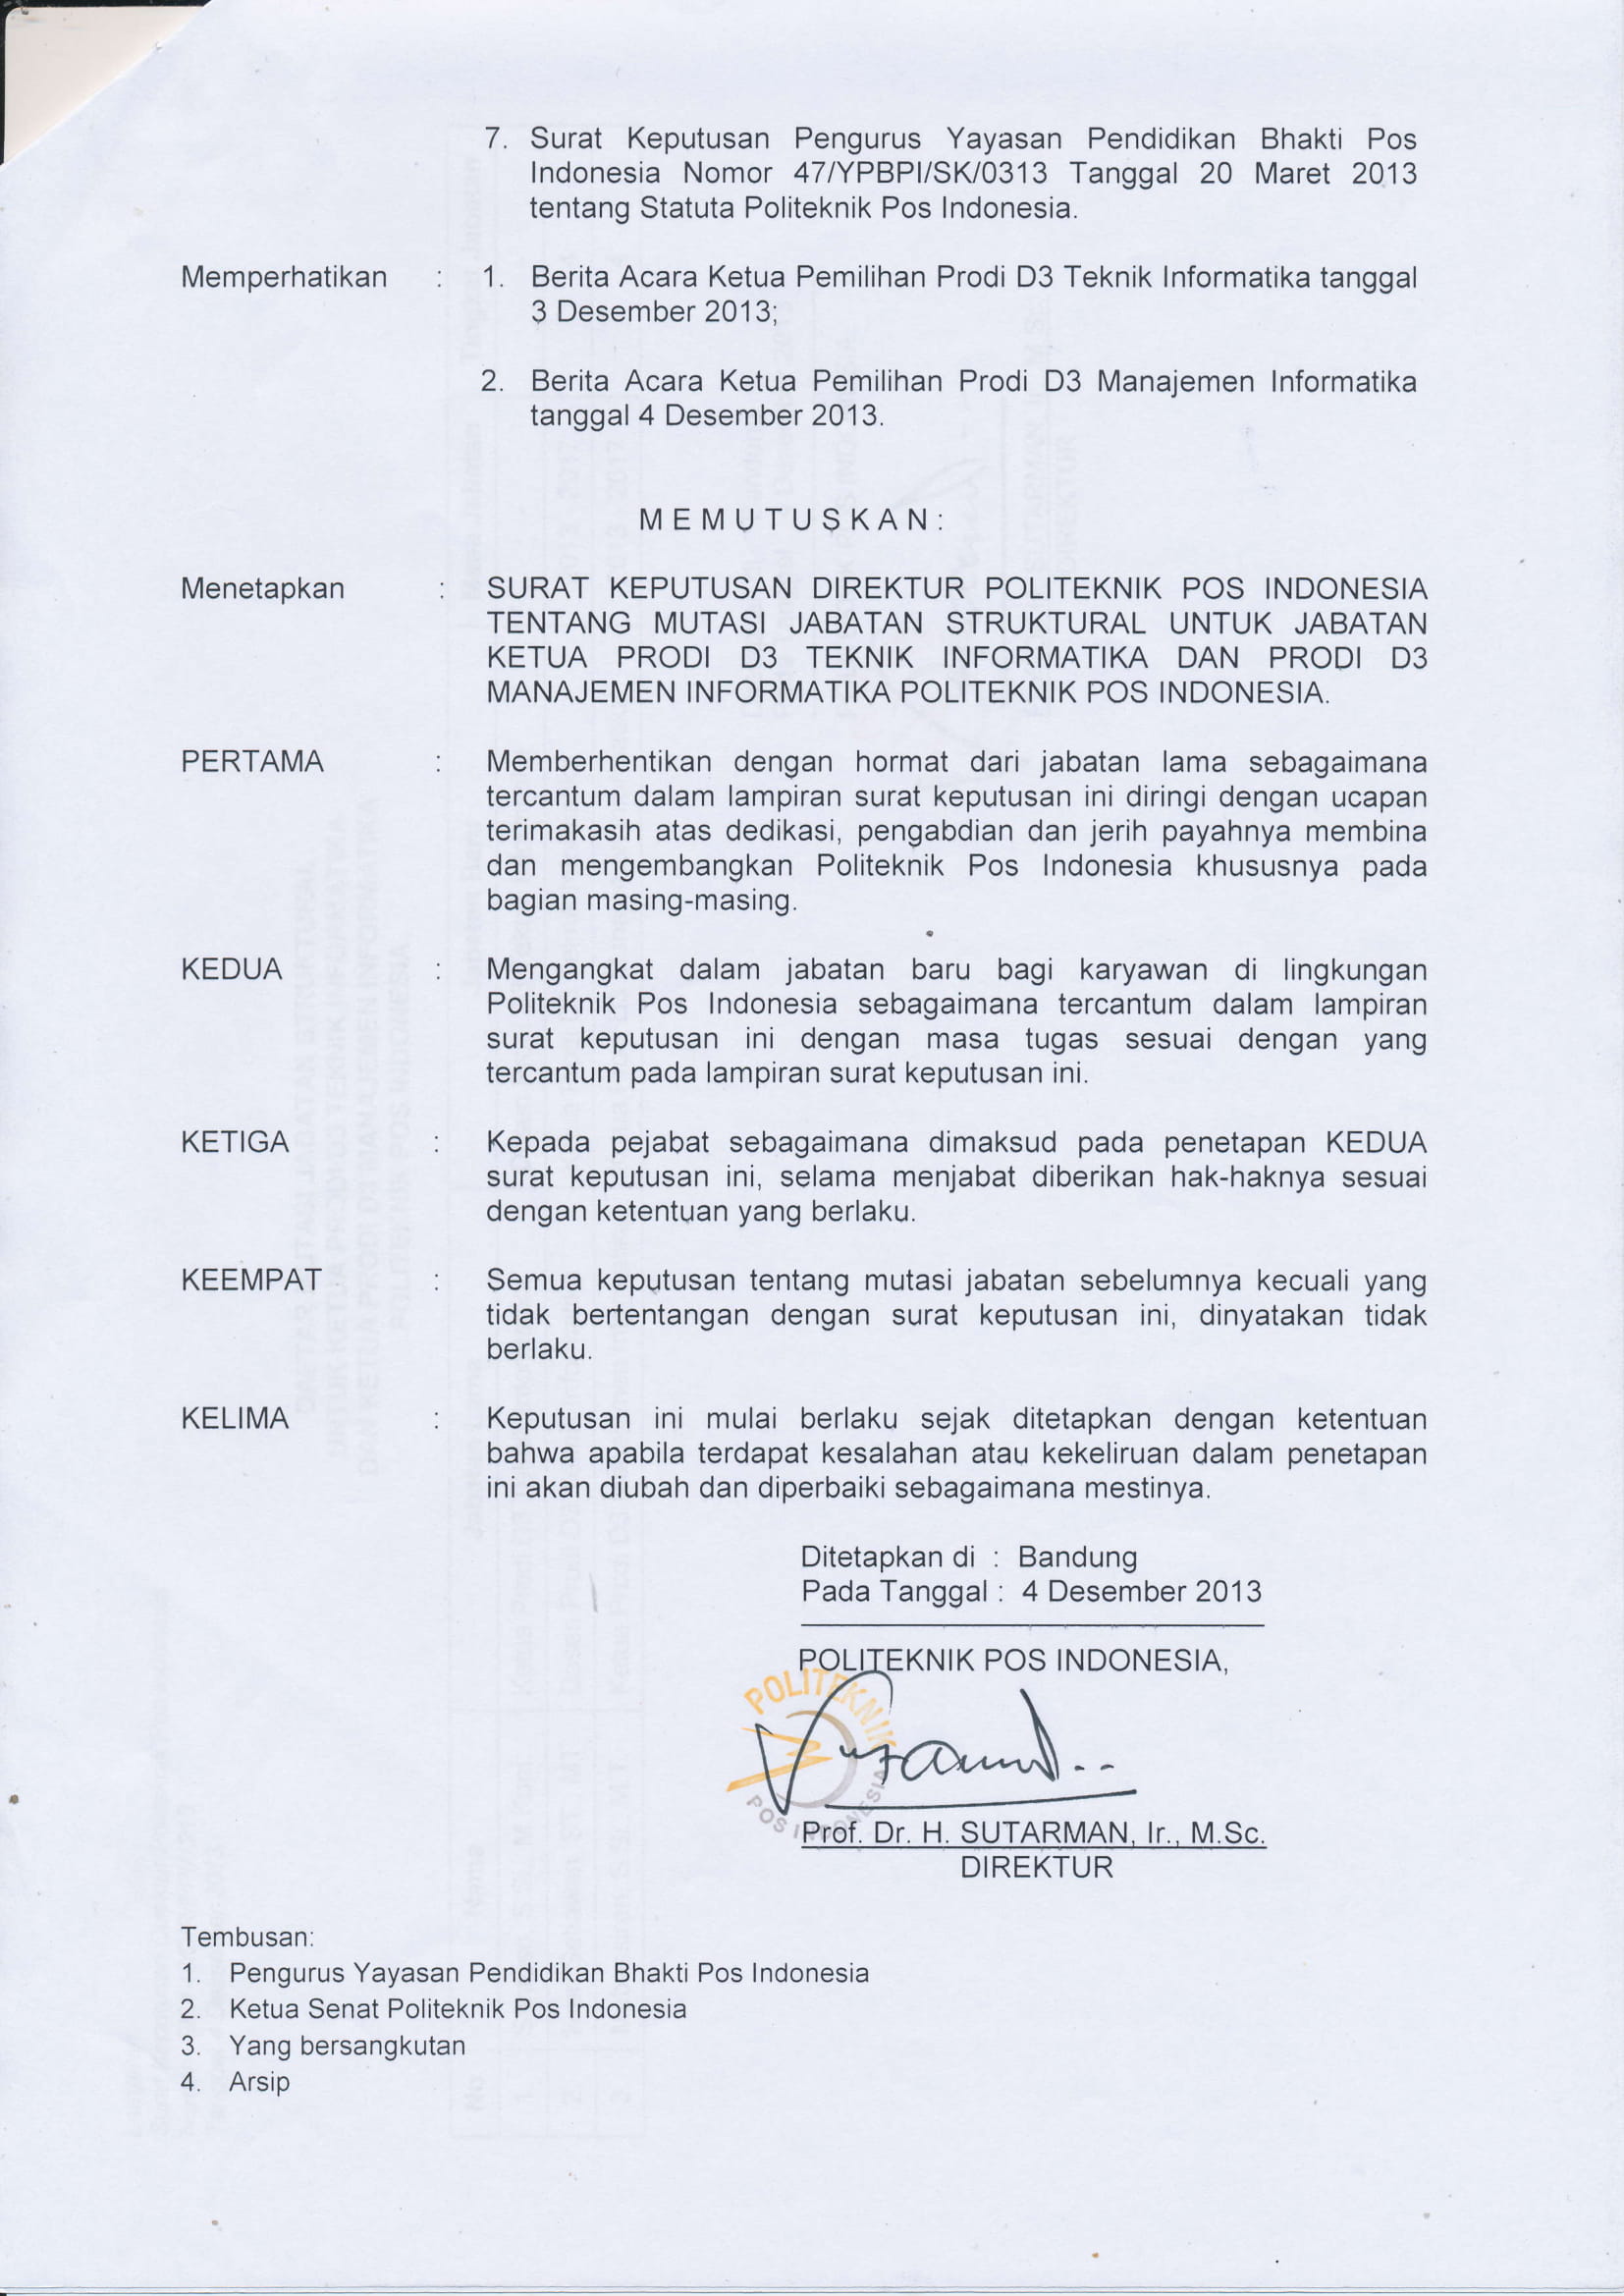 7. Surat Keputusan Pengurus Yayasan Pendidikan Bhakti Pos
Indonesia Nomor 47/YPBPI/SK/0313 Tanggal 20 Maret 2013
tentang Statuta Politeknik Pos Indonesia.
Memperhatikan : 1. Berita Acara Ketua Pemilihan Prodi D3 Teknik Informatika tanggal
3 Desember 2013;
2. Berita Acara Ketua Pemilihan Prodi D3 Manajemen Informatika
tanggal 4 Desember 2013.
M E M U T U S K A N :
Menetapkan : SURAT KEPUTUSAN DIREKTUR POLITEKNIK POS INDONESIA
TENTANG MUTASI JABATAN STRUKTURAL UNTUK JABATAN
KETUA PRODI D3 TEKNIK INFORMATIKA DAN PRODI D3
MANAJEMEN INFORMATIKA POLITEKNIK POS INDONESIA.
PERTAMA : Memberhentikan dengan hormat dari jabatan lama sebagaimana
tercantum dalam lampiran surat keputusan ini diringi dengan ucapan
terimakasih atas dedikasi, pengabdian dan jerih payahnya membina
dan mengembangkan Politeknik Pos Indonesia khususnya pada
bagian masing-masing.
KEDUA : Mengangkat dalam jabatan baru bagi karyawan di lingkungan
Politeknik Pos Indonesia sebagaimana tercantum dalam lampiran
surat keputusan ini dengan masa tugas sesuai dengan yang
tercantum pada lampiran surat keputusan ini.
KETIGA : Kepada pejabat sebagaimana dimaksud pada penetapan KEDUA
surat keputusan ini, selama menjabat diberikan hak-haknya sesuai
dengan ketentuan yang berlaku.
KEEMPAT : Semua keputusan tentang mutasi jabatan sebelumnya kecuali yang
tidak bertentangan dengan surat keputusan ini, dinyatakan tidak
berlaku.
KELIMA : Keputusan ini mulai berlaku sejak ditetapkan dengan ketentuan
bahwa apabila terdapat kesalahan atau kekeliruan dalam penetapan
ini akan diubah dan diperbaiki sebagaimana mestinya.
Ditetapkan di : Bandung
Pada Tanggal : 4 Desember 2013
POLITEKNIK POS INDONESIA,
POLITEKNIK
POS INDONESIA
Prof. Dr. H. SUTARMAN, Ir., M.Sc.
DIREKTUR
Tembusan:
1. Pengurus Yayasan Pendidikan Bhakti Pos Indonesia
2. Ketua Senat Politeknik Pos Indonesia
3. Yang bersangkutan
4. Arsip